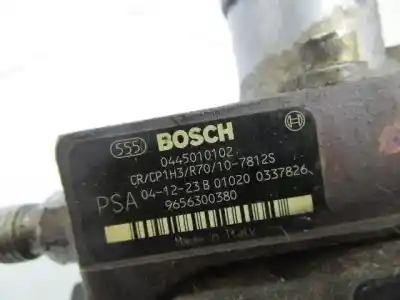 555 BOSCH
0445010102
CR/CP1H3/R70/10-7812S
PSA 04-12-23 B 01020 0337826
9656300380
Made in Italy